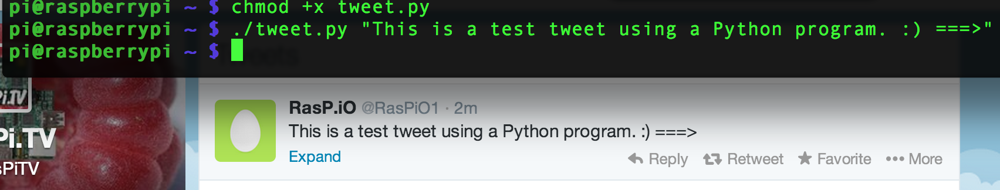 pi@raspberrypi ~ $ chmod +x tweet.py
pi@raspberrypi ~ $ ./tweet.py "This is a test tweet using a Python program. :) ===>"
pi@raspberrypi ~ $
Pi.TV
RasP.iO @RasPiO1 · 2m
This is a test tweet using a Python program. :) ===>
Expand
Reply Retweet Favorite More
Pi.TV
sPiTV